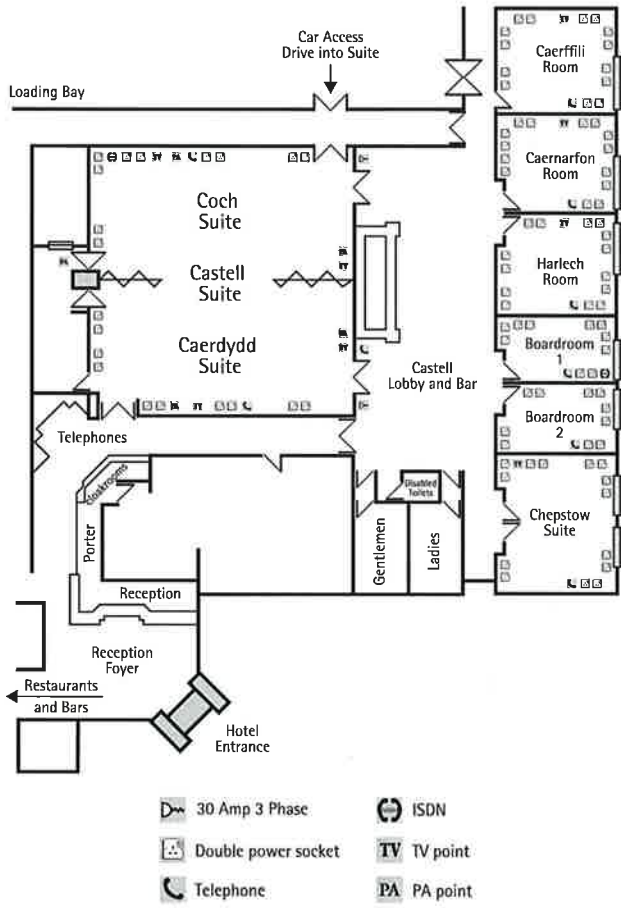 Car Access
Drive into Suite
Loading Bay
Caerffili
Room
Caernarfon
Room
Coch
Suite
Harlech
Room
Castell
Suite
Caerdydd
Suite
Boardroom
1
Castell
Lobby and Bar
Boardroom
2
Telephones
Cloakrooms
Disabled
Toilets
Chepstow
Suite
Porter
Gentlemen
Ladies
Reception
Reception
Foyer
Restaurants
and Bars
Hotel
Entrance
30 Amp 3 Phase
ISDN
Double power socket
TV TV point
Telephone
PA PA point